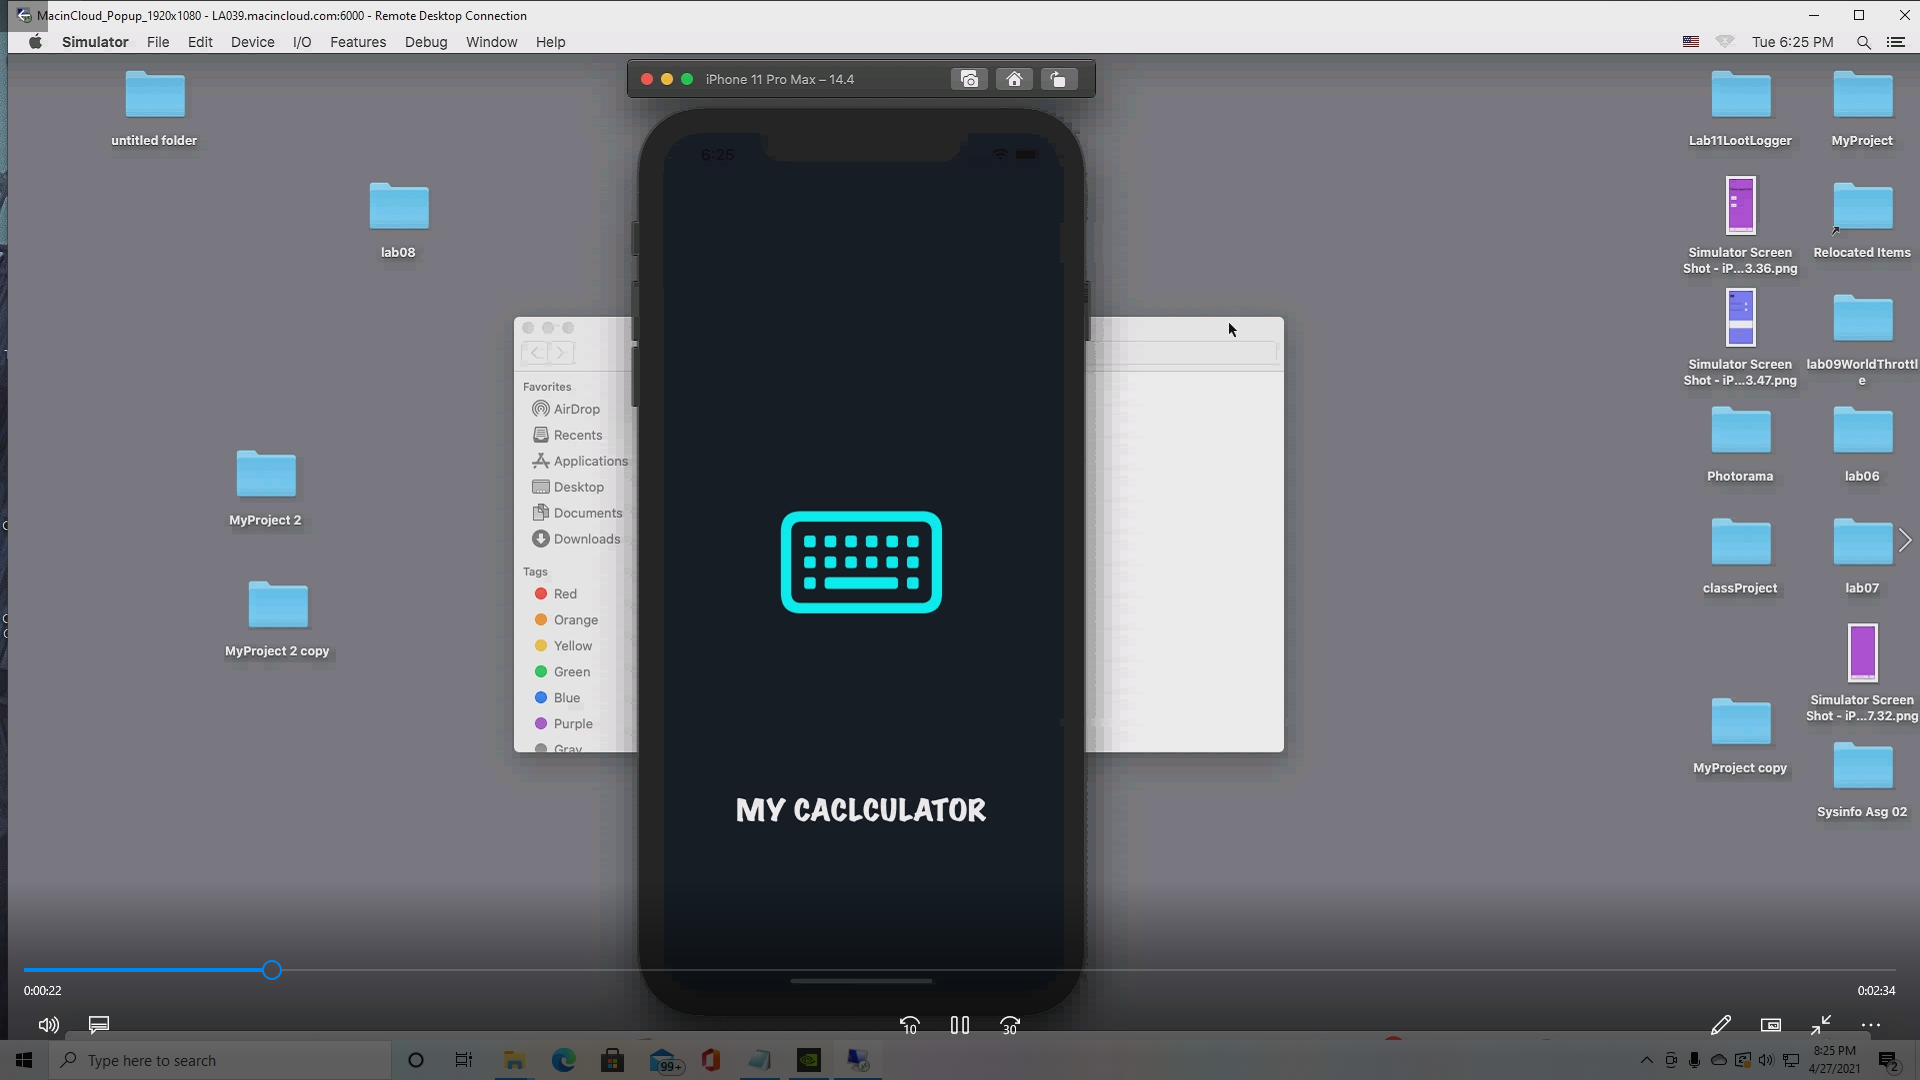 MacinCloud_Popup_1920x1080 - LA039.macincloud.com:6000 - Remote Desktop Connection
Simulator File Edit Device I/O Features Debug Window Help Tue 6:25 PM
iPhone 11 Pro Max – 14.4
6:25
untitled folder
lab08
MyProject 2
MyProject 2 copy
Favorites
AirDrop
Recents
Applications
Desktop
Documents
Downloads
Tags
Red
Orange
Yellow
Green
Blue
Purple
Gray
MY CACLCULATOR
Lab11LootLogger
MyProject
Simulator Screen
Shot - iP...3.36.png
Relocated Items
Simulator Screen
Shot - iP...3.47.png
lab09WorldThrottl
e
Photorama
lab06
classProject
lab07
Simulator Screen
Shot - iP...7.32.png
MyProject copy
Sysinfo Asg 02
0:00:22
0:02:34
10
30
Type here to search
99+
8:25 PM
4/27/2021
2